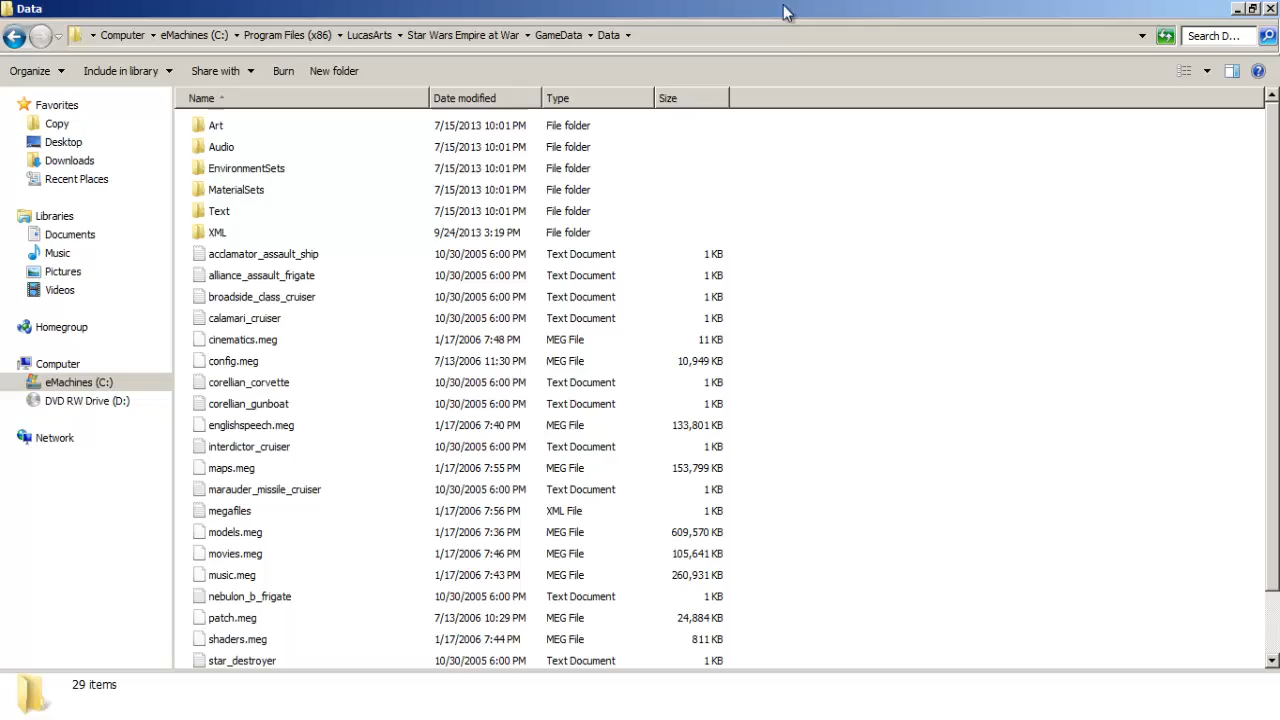 Data
Computer eMachines (C:) Program Files (x86) LucasArts Star Wars Empire at War GameData Data Search D...
Organize Include in library Share with Burn New folder
Favorites
Copy
Desktop
Downloads
Recent Places
Libraries
Documents
Music
Pictures
Videos
Homegroup
Computer
eMachines (C:)
DVD RW Drive (D:)
Network
Name Date modified Type Size
Art 7/15/2013 10:01 PM File folder
Audio 7/15/2013 10:01 PM File folder
EnvironmentSets 7/15/2013 10:01 PM File folder
MaterialSets 7/15/2013 10:01 PM File folder
Text 7/15/2013 10:01 PM File folder
XML 9/24/2013 3:19 PM File folder
acclamator_assault_ship 10/30/2005 6:00 PM Text Document 1 KB
alliance_assault_frigate 10/30/2005 6:00 PM Text Document 1 KB
broadside_class_cruiser 10/30/2005 6:00 PM Text Document 1 KB
calamari_cruiser 10/30/2005 6:00 PM Text Document 1 KB
cinematics.meg 1/17/2006 7:48 PM MEG File 11 KB
config.meg 7/13/2006 11:30 PM MEG File 10,949 KB
corellian_corvette 10/30/2005 6:00 PM Text Document 1 KB
corellian_gunboat 10/30/2005 6:00 PM Text Document 1 KB
englishspeech.meg 1/17/2006 7:40 PM MEG File 133,801 KB
interdictor_cruiser 10/30/2005 6:00 PM Text Document 1 KB
maps.meg 1/17/2006 7:55 PM MEG File 153,799 KB
marauder_missile_cruiser 10/30/2005 6:00 PM Text Document 1 KB
megafiles 1/17/2006 7:56 PM XML File 1 KB
models.meg 1/17/2006 7:36 PM MEG File 609,570 KB
movies.meg 1/17/2006 7:46 PM MEG File 105,641 KB
music.meg 1/17/2006 7:43 PM MEG File 260,931 KB
nebulon_b_frigate 10/30/2005 6:00 PM Text Document 1 KB
patch.meg 7/13/2006 10:29 PM MEG File 24,884 KB
shaders.meg 1/17/2006 7:44 PM MEG File 811 KB
star_destroyer 10/30/2005 6:00 PM Text Document 1 KB
29 items